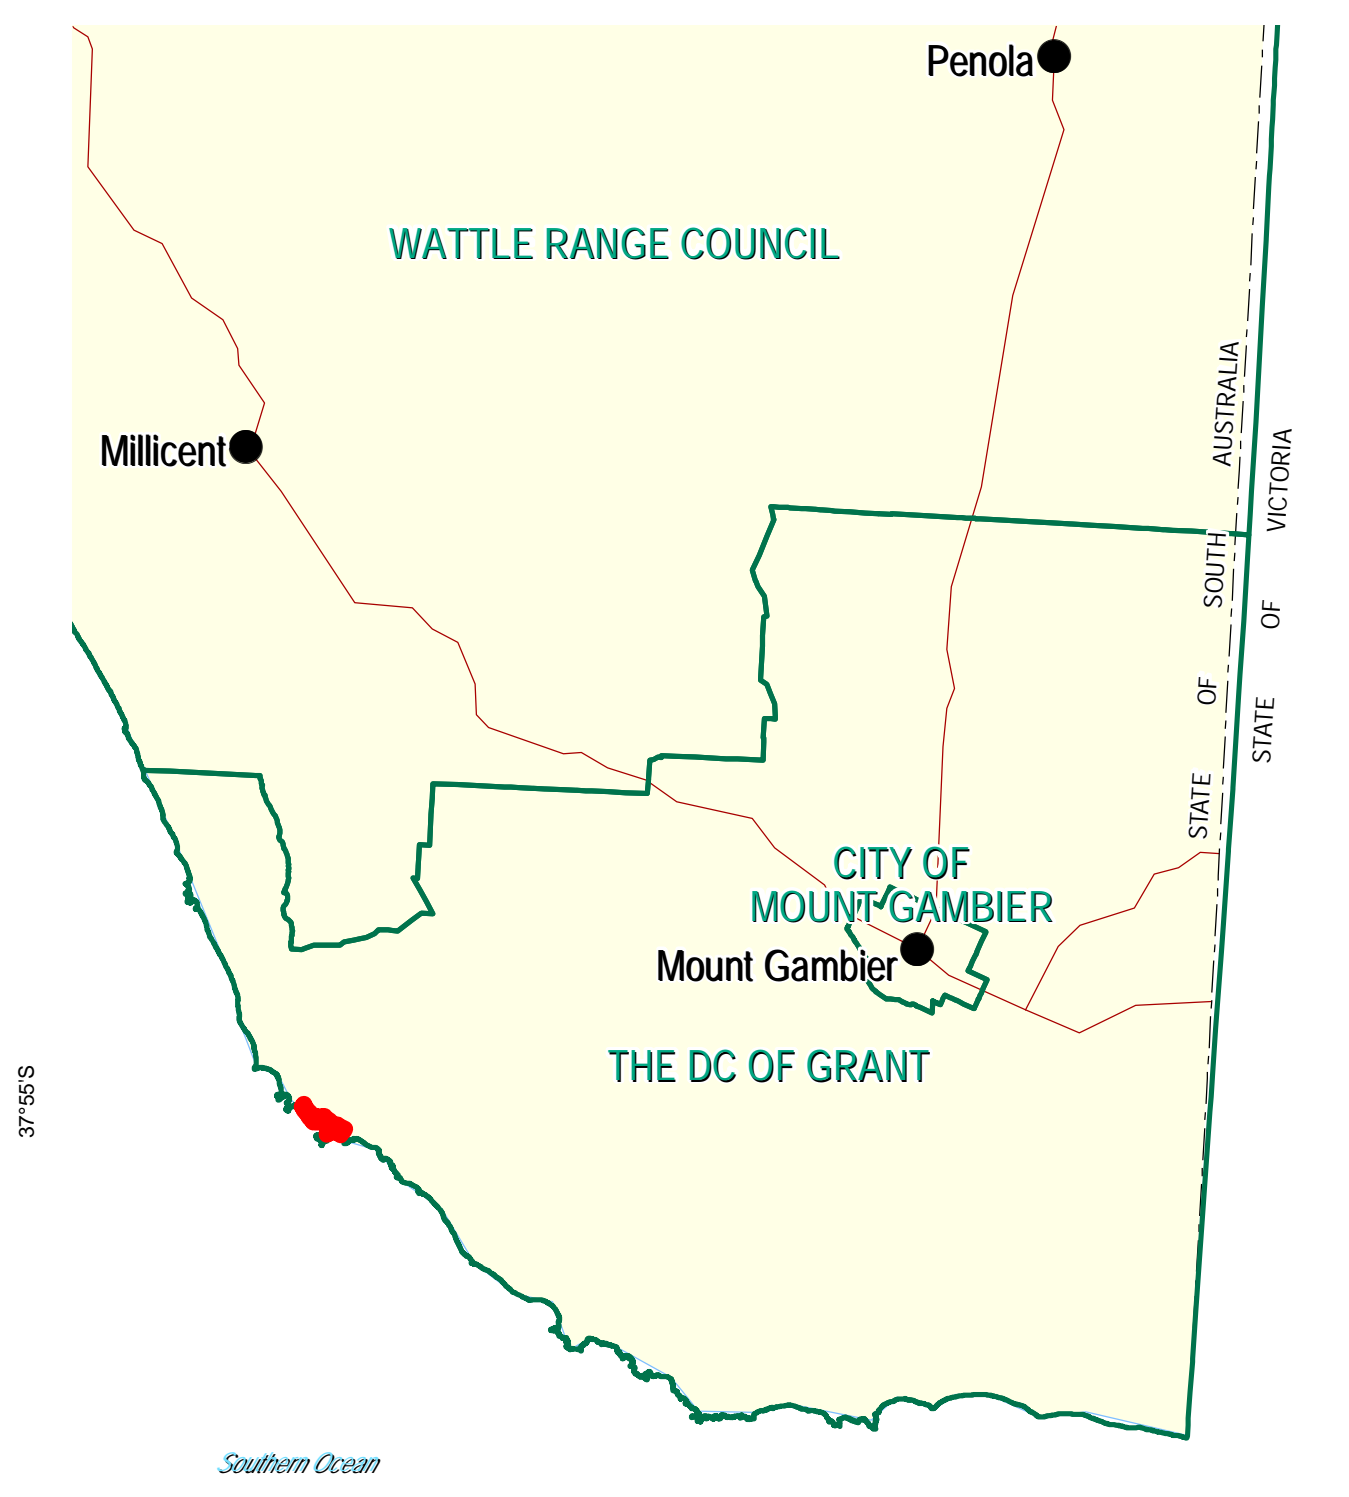 Penola
WATTLE RANGE COUNCIL
Millicent
STATE OF SOUTH AUSTRALIA
STATE OF VICTORIA
CITY OF
MOUNT GAMBIER
Mount Gambier
THE DC OF GRANT
37°55'S
Southern Ocean